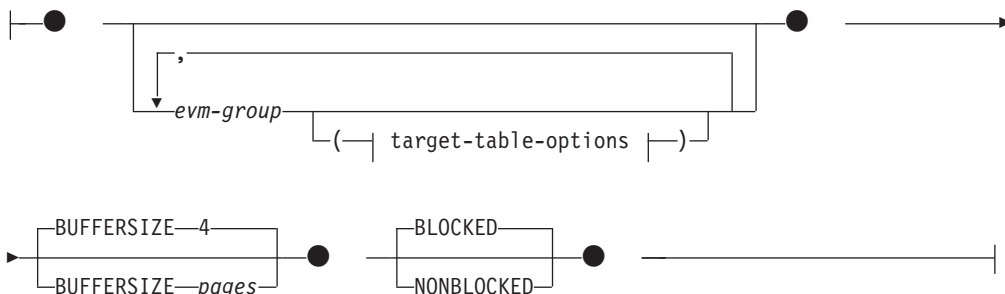 ,
evm-group
( target-table-options )
BUFFERSIZE 4 BLOCKED
BUFFERSIZE pages NONBLOCKED